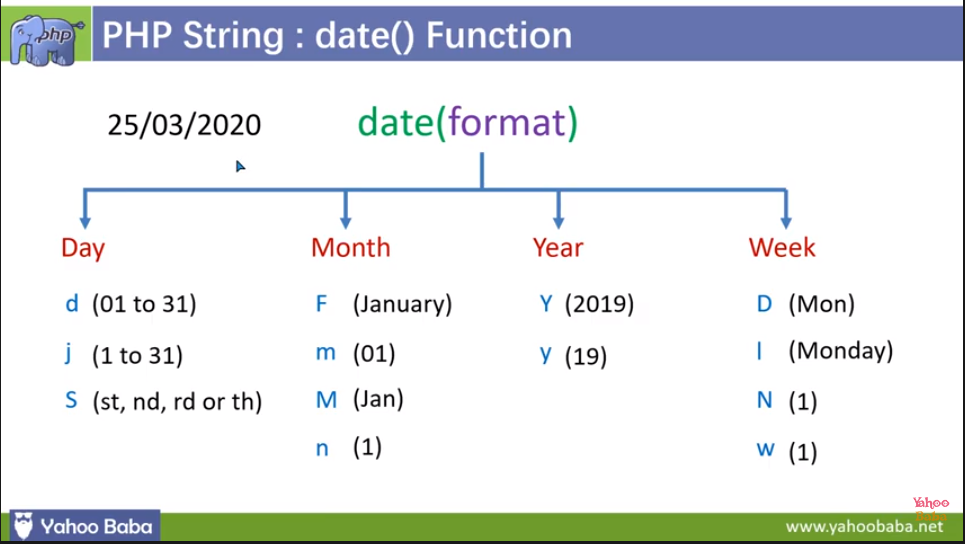 php
PHP String : date() Function
25/03/2020
date(format)
Day
d (01 to 31)
j (1 to 31)
S (st, nd, rd or th)
Month
F (January)
m (01)
M (Jan)
n (1)
Year
Y (2019)
y (19)
Week
D (Mon)
l (Monday)
N (1)
w (1)
Yahoo
Baba
Yahoo Baba
www.yahoobaba.net